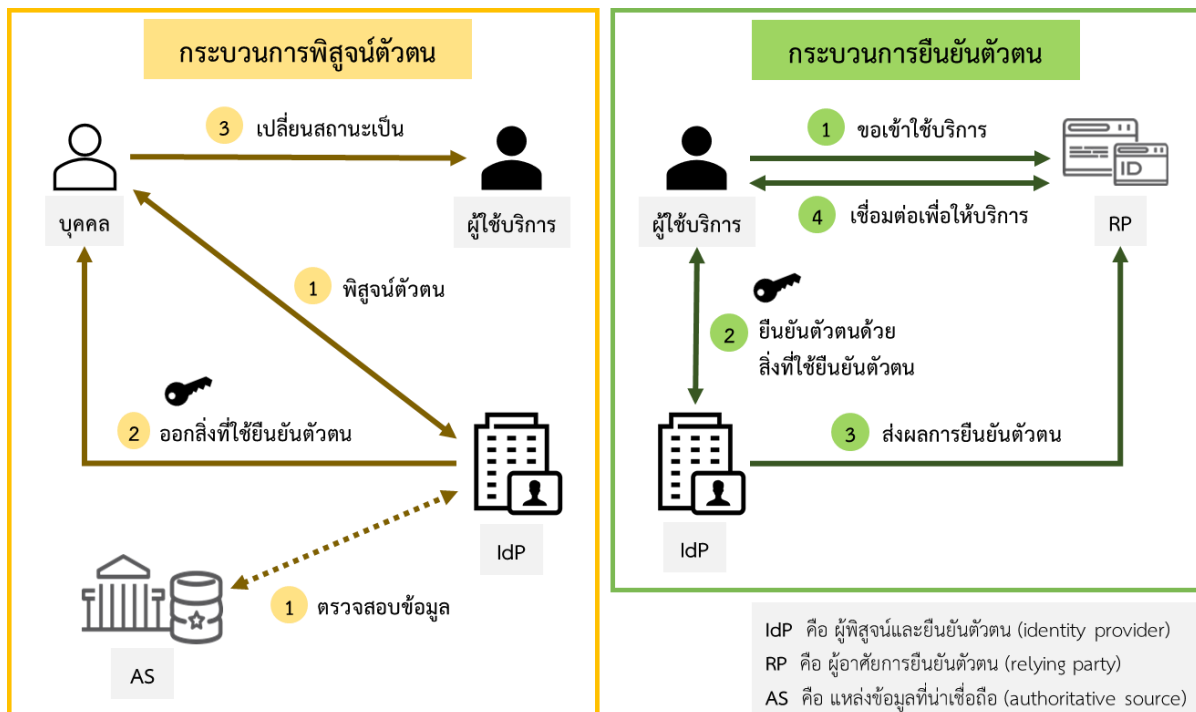 กระบวนการพิสูจน์ตัวตน
3 เปลี่ยนสถานะเป็น
บุคคล
ผู้ใช้บริการ
1 พิสูจน์ตัวตน
2 ออกสิ่งที่ใช้ยืนยันตัวตน
IdP
1 ตรวจสอบข้อมูล
AS
กระบวนการยืนยันตัวตน
1 ขอเข้าใช้บริการ
ID
4 เชื่อมต่อเพื่อให้บริการ
ผู้ใช้บริการ
RP
2 ยืนยันตัวตนด้วย
สิ่งที่ใช้ยืนยันตัวตน
3 ส่งผลการยืนยันตัวตน
IdP
IdP คือ ผู้พิสูจน์และยืนยันตัวตน (identity provider)
RP คือ ผู้อาศัยการยืนยันตัวตน (relying party)
AS คือ แหล่งข้อมูลที่น่าเชื่อถือ (authoritative source)